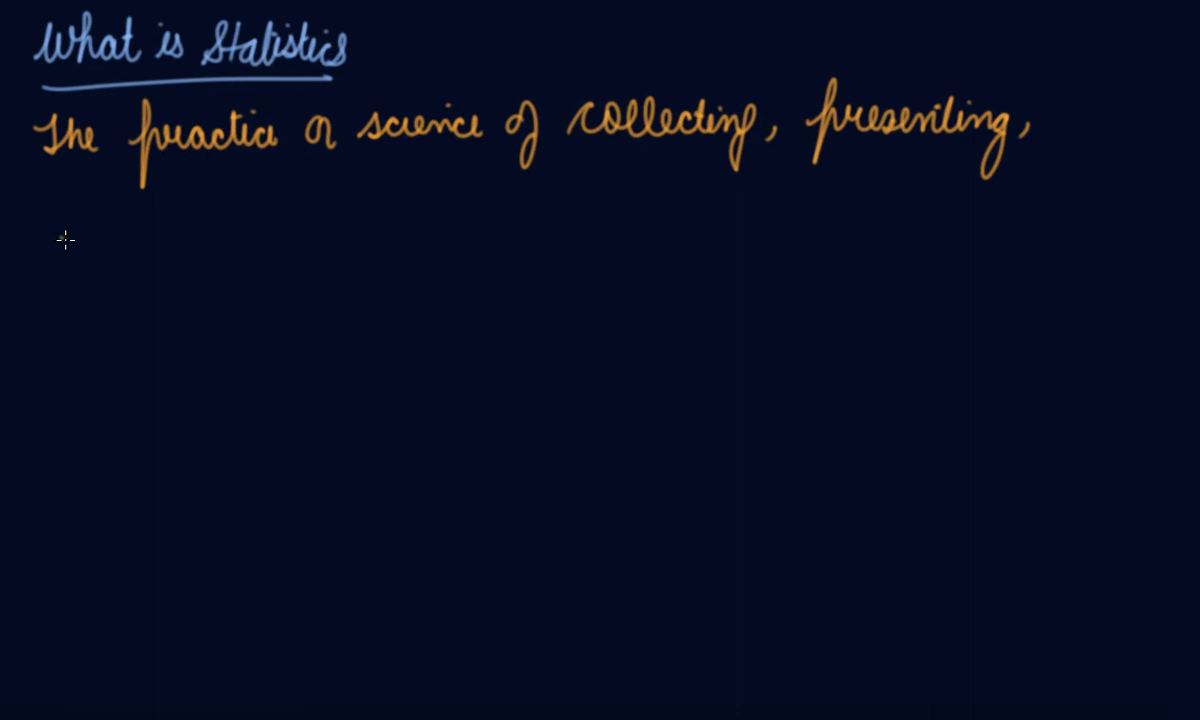 What is Statistics
The practice or science of collecting, presenting,